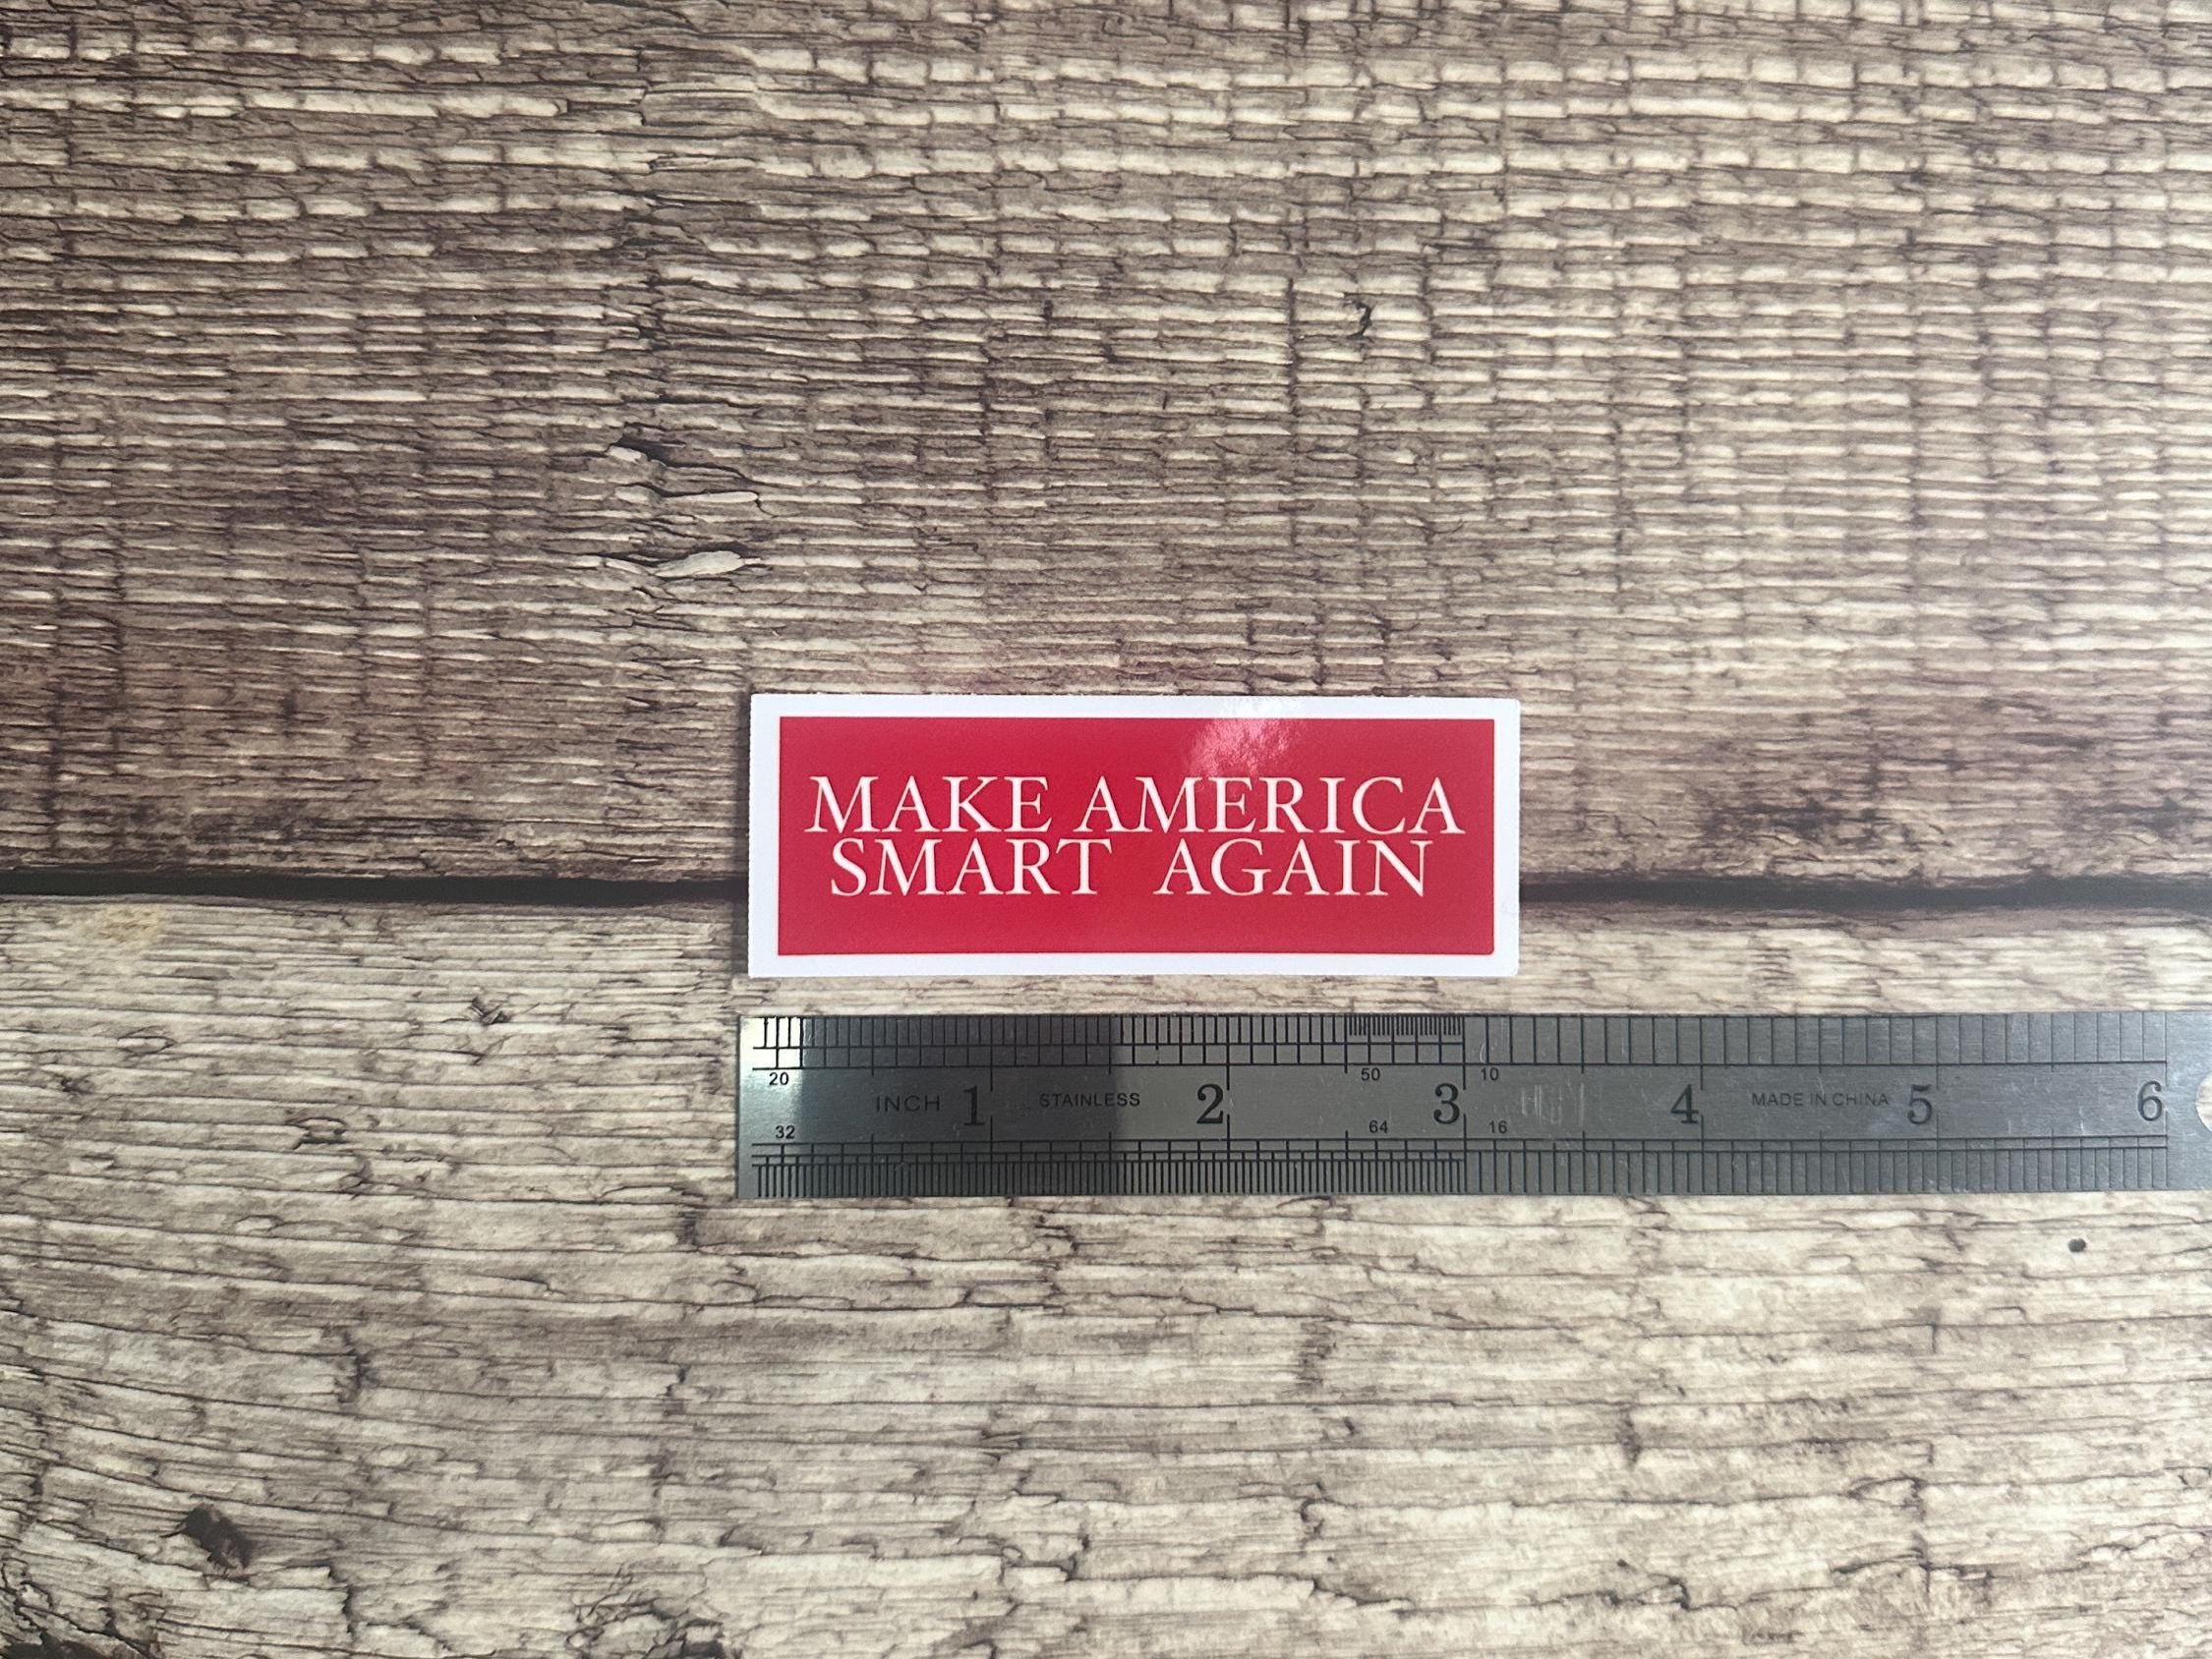 MAKE AMERICA
SMART AGAIN
20 50 10
INCH 1 STAINLESS 2 3 4 MADE IN CHINA 5 6
32 64 16